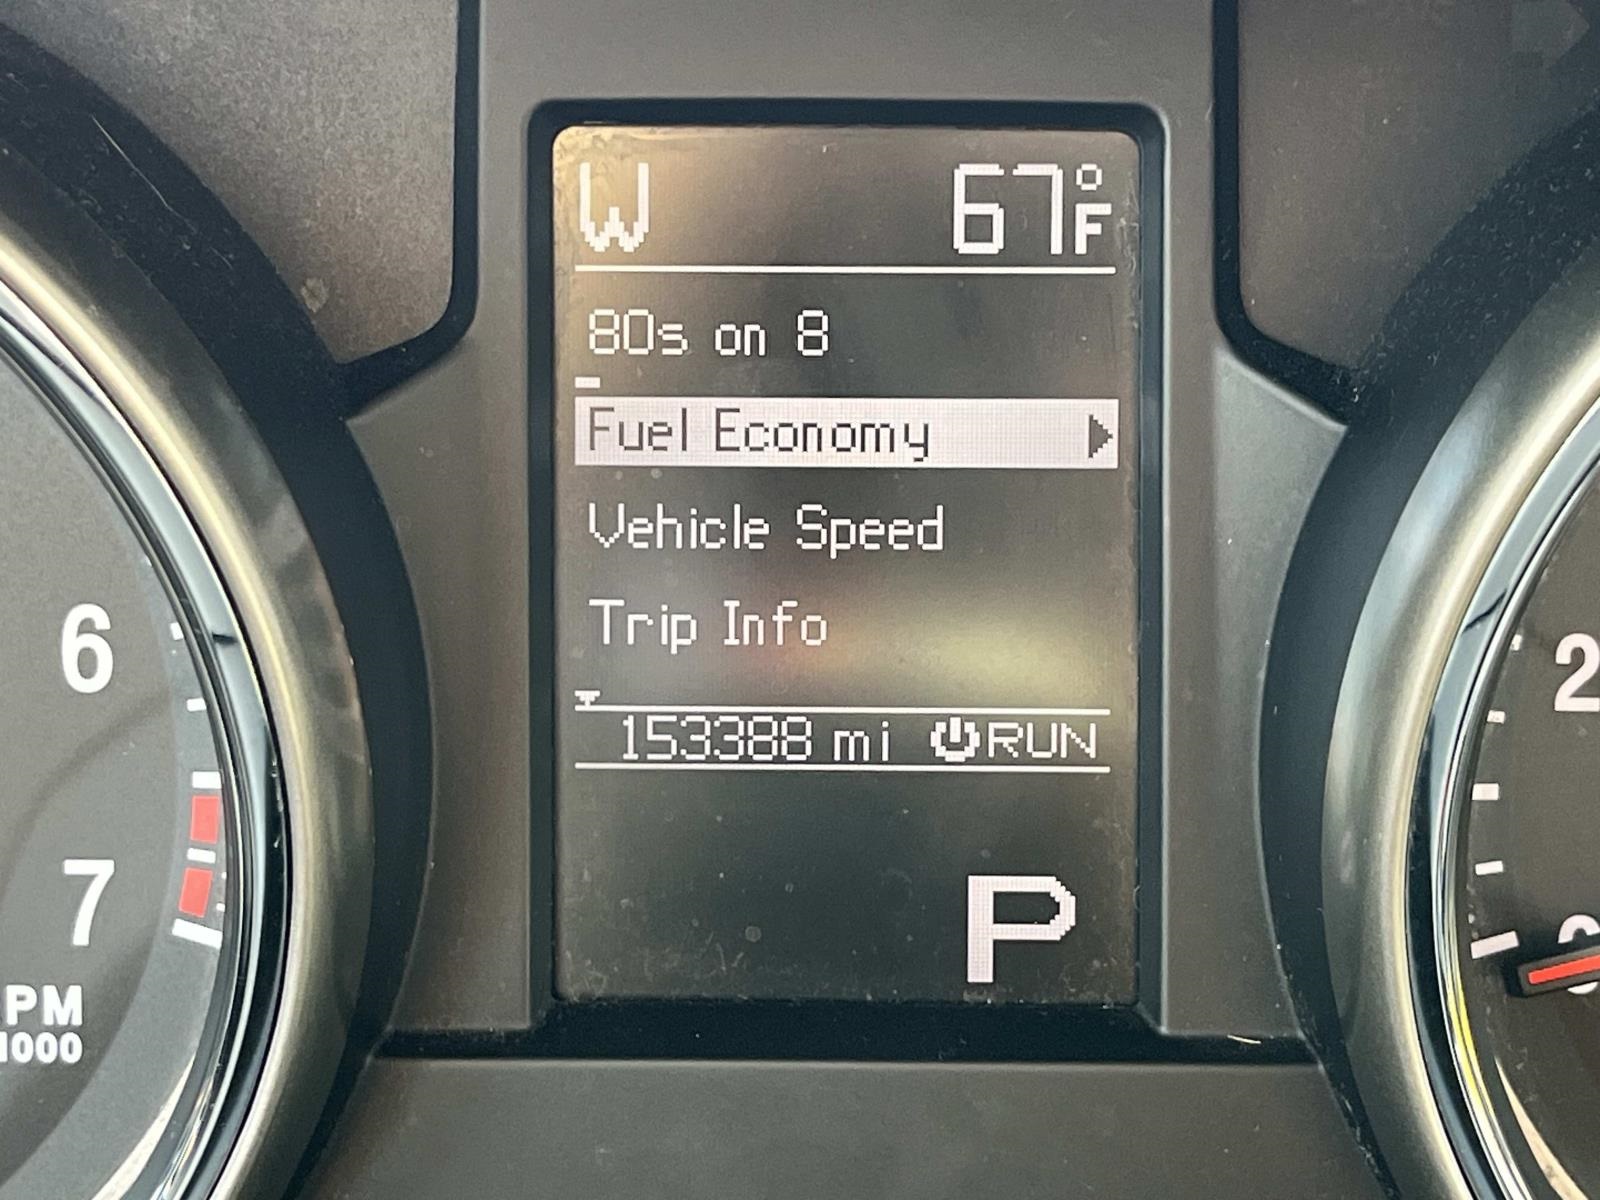 W 67°F
80s on 8
Fuel Economy
Vehicle Speed
Trip Info
153388 mi RUN
P
6
7
PM
1000
2